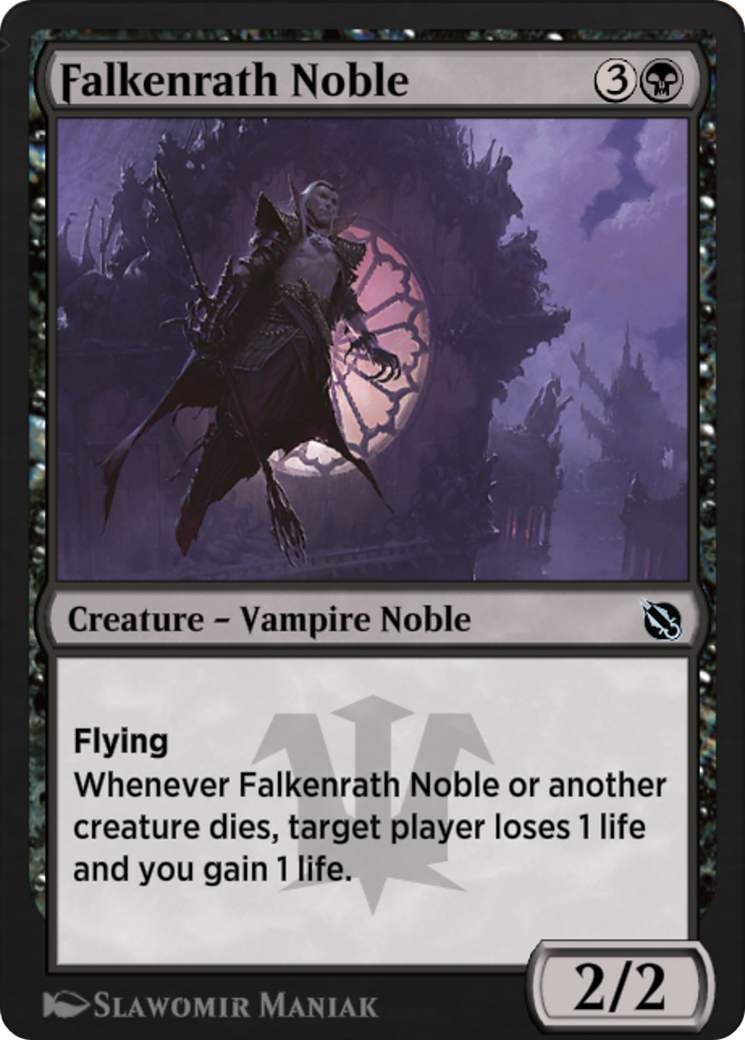 Falkenrath Noble 3
Creature – Vampire Noble
Flying
Whenever Falkenrath Noble or another
creature dies, target player loses 1 life
and you gain 1 life.
2/2
Slawomir Maniak